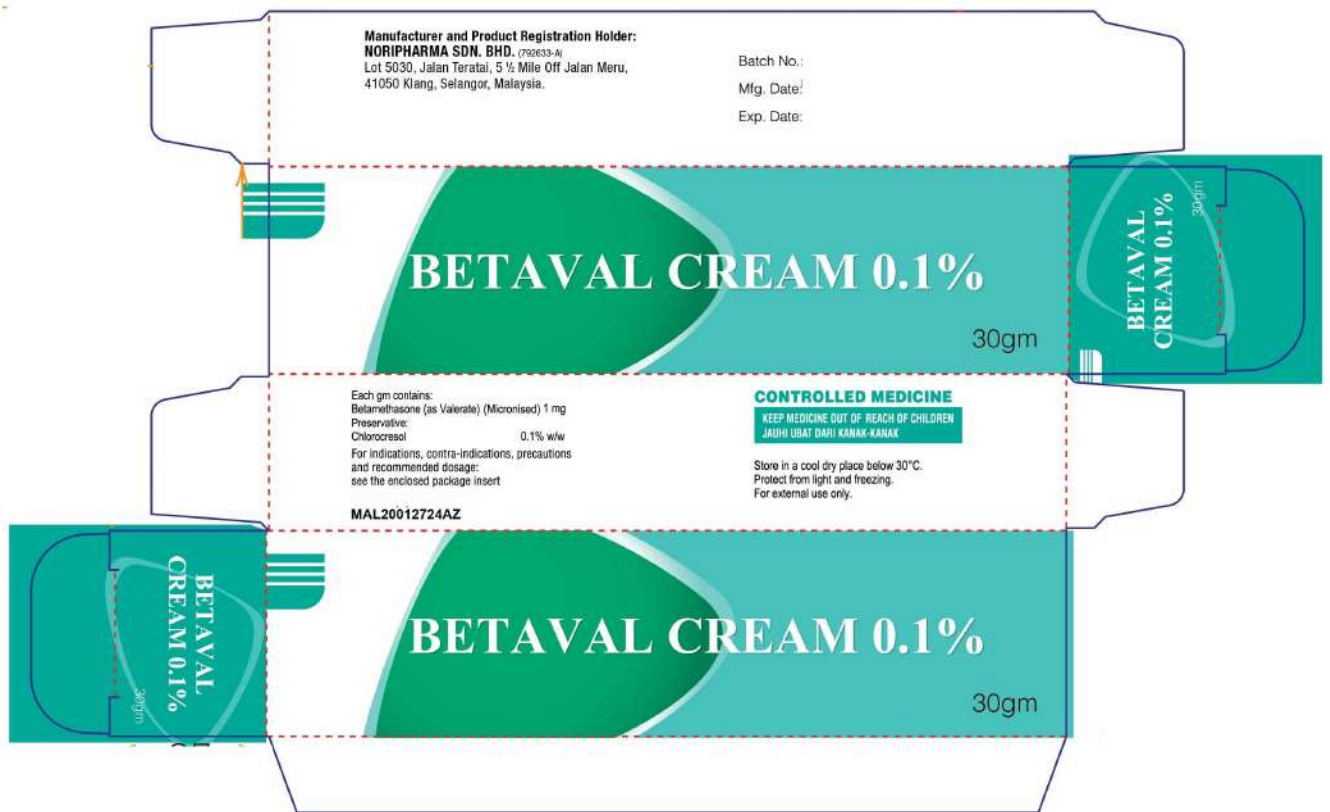 Manufacturer and Product Registration Holder:
NORIPHARMA SDN. BHD. (792633-A)
Lot 5030, Jalan Teratai, 5 ½ Mile Off Jalan Meru,
41050 Klang, Selangor, Malaysia.
Batch No.:
Mfg. Date:
Exp. Date:
BETAVAL CREAM 0.1%
30gm
BETAVAL
CREAM 0.1%
30gm
Each gm contains:
Betamethasone (as Valerate) (Micronised) 1 mg
Preservative:
Chlorocresol 0.1% w/w
For indications, contra-indications, precautions
and recommended dosage:
see the enclosed package insert
MAL20012724AZ
CONTROLLED MEDICINE
KEEP MEDICINE OUT OF REACH OF CHILDREN
JAUHI UBAT DARI KANAK-KANAK
Store in a cool dry place below 30°C.
Protect from light and freezing.
For external use only.
BETAVAL
CREAM 0.1%
30gm
BETAVAL CREAM 0.1%
30gm